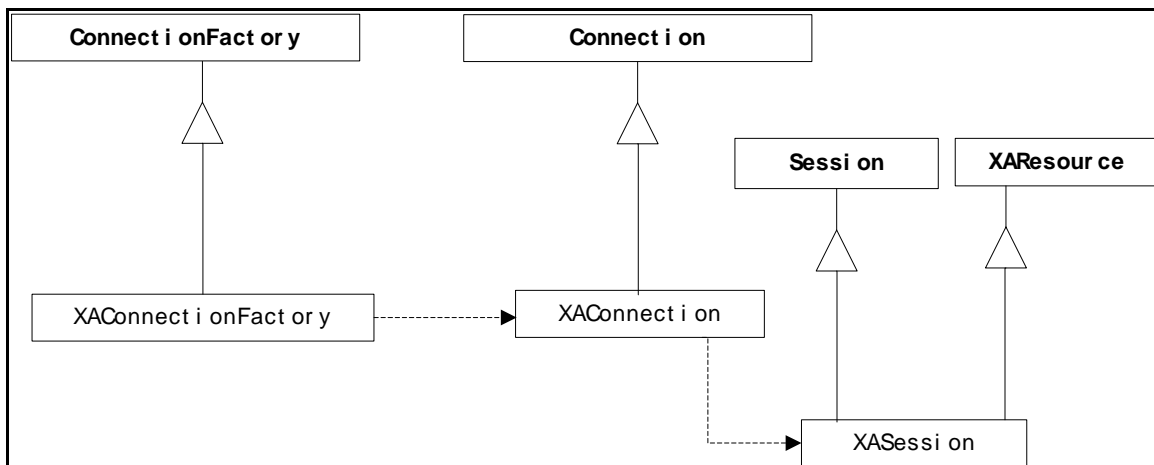 ConnectionFactory
Connection
Session
XAResource
XAConnectionFactory
XAConnection
XASession